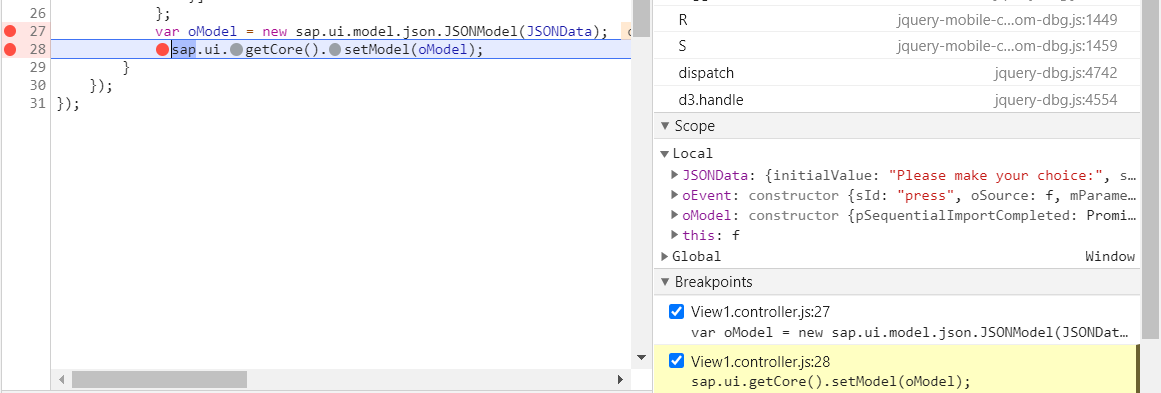 26 };
27 var oModel = new sap.ui.model.json.JSONModel(JSONData);
28 sap.ui.getCore().setModel(oModel);
29 }
30 });
31 });
R jquery-mobile-c…om-dbg.js:1449
S jquery-mobile-c…om-dbg.js:1459
dispatch jquery-dbg.js:4742
d3.handle jquery-dbg.js:4554
Scope
Local
JSONData: {initialValue: "Please make your choice:", s…
oEvent: constructor {sId: "press", oSource: f, mParame…
oModel: constructor {pSequentialImportCompleted: Promi…
this: f
Global Window
Breakpoints
View1.controller.js:27
var oModel = new sap.ui.model.json.JSONModel(JSONDat…
View1.controller.js:28
sap.ui.getCore().setModel(oModel);